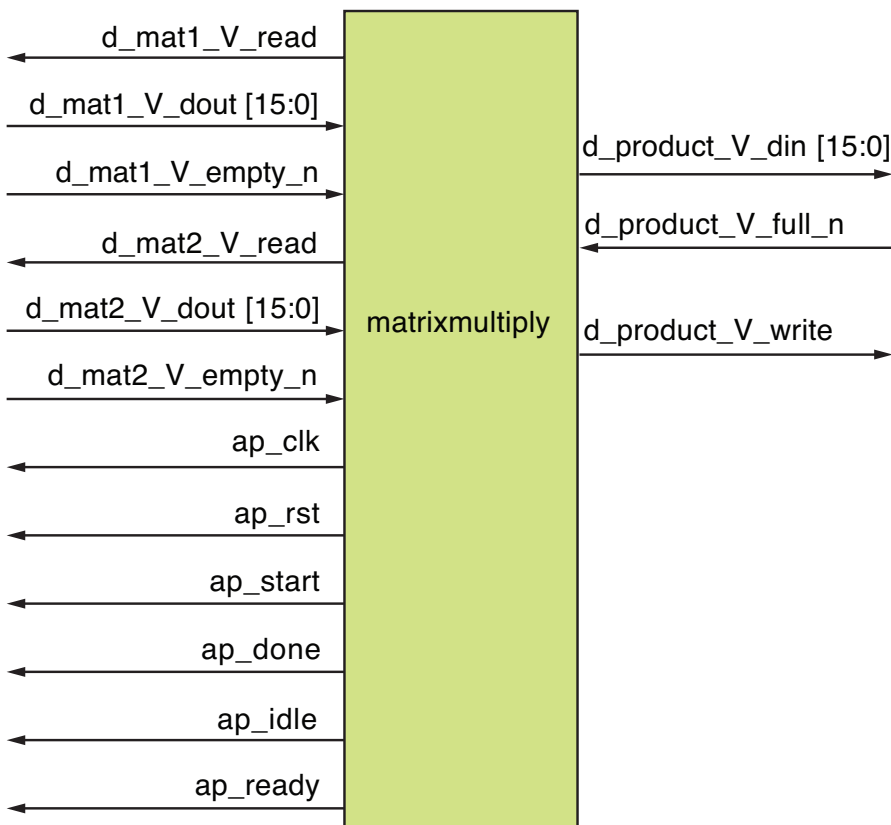 d_mat1_V_read
d_mat1_V_dout [15:0]
d_mat1_V_empty_n
d_mat2_V_read
d_mat2_V_dout [15:0]
d_mat2_V_empty_n
ap_clk
ap_rst
ap_start
ap_done
ap_idle
ap_ready
matrixmultiply
d_product_V_din [15:0]
d_product_V_full_n
d_product_V_write